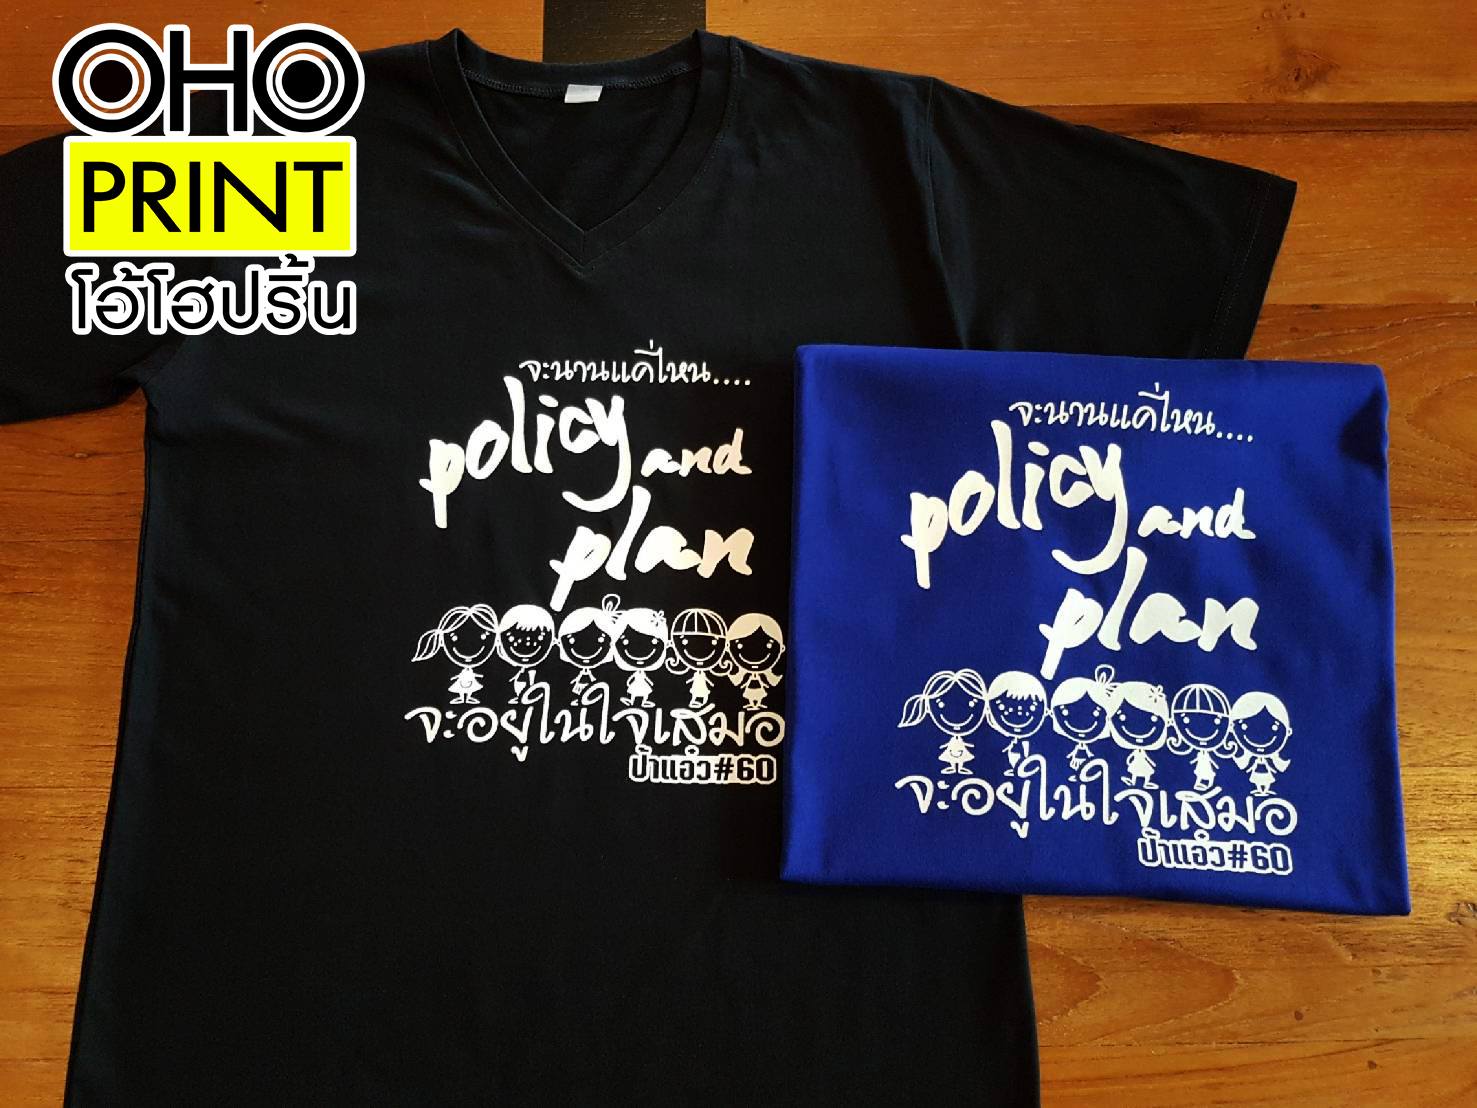 OHO
PRINT
โอ้โฮปริ้น
จะนานแค่ไหน....
policy and
plan
จะอยู่ในใจเสมอ
ป้าแอ๋ว#60
จะนานแค่ไหน....
policy and
plan
จะอยู่ในใจเสมอ
ป้าแอ๋ว#60